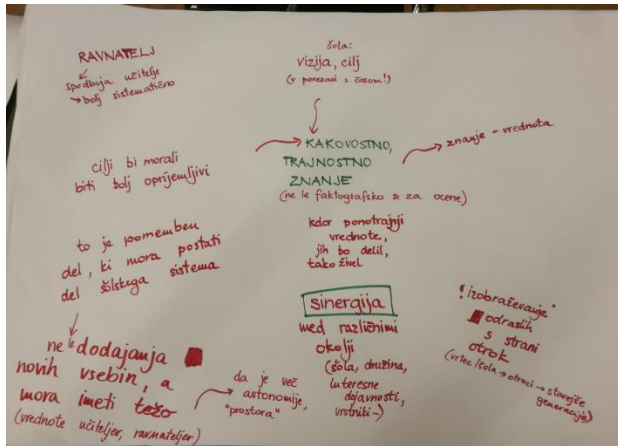 RAVNATELJ
spodbuja učitelje
→ bolj sistematično
šola:
vizija, cilj
(v povezavi s časom!)
cilji bi morali
biti bolj oprijemljivi
KAKOVOSTNO,
TRAJNOSTNO
ZNANJE
(ne le faktografsko & za ocene)
znanje = vrednota
to je pomemben
del, ki mora postati
del šolskega sistema
kdor ponotranji
vrednote,
jih bo delil,
tako živel
ne dodajanja
novih vsebin, a
mora imeti težo
(vrednote učiteljev, ravnateljev)
da je več
avtonomije,
"prostora"
sinergija
med različnimi
okolji
(šola, družina,
interesne
dejavnosti,
vrstniki...)
! izobraževanje
odraslih
s strani
otrok
(vrtec/šola → otroci → starejše
generacije)